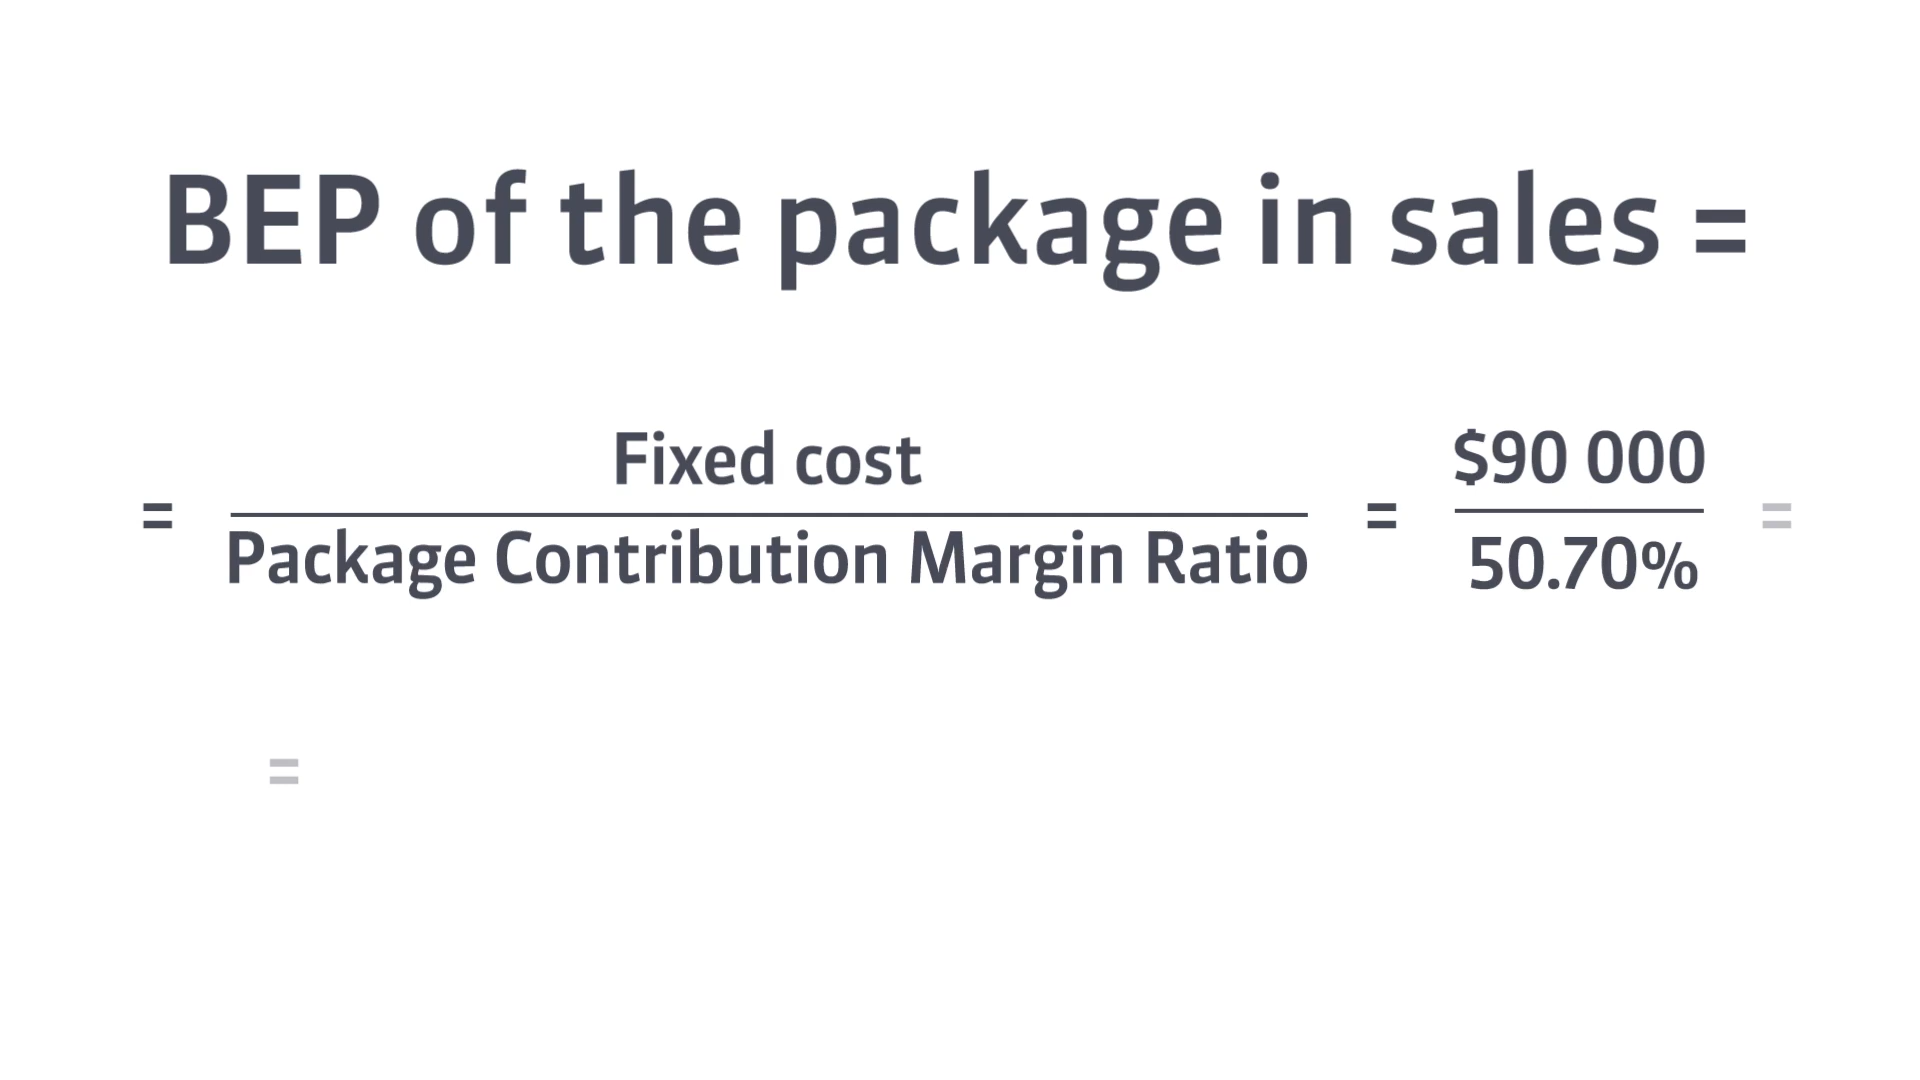 BEP of the package in sales =
= Fixed cost / Package Contribution Margin Ratio = $90 000 / 50.70% =
=